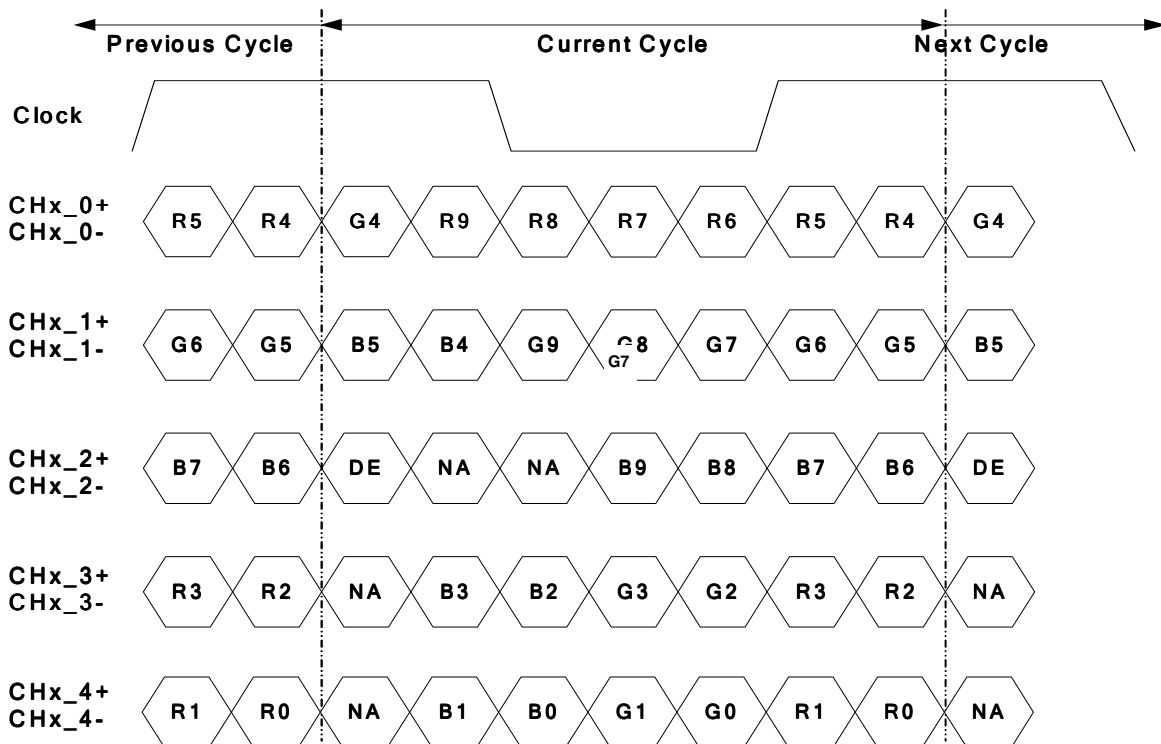 Previous Cycle Current Cycle Next Cycle
Clock
CHx_0+
CHx_0-
R5 R4 G4 R9 R8 R7 R6 R5 R4 G4
CHx_1+
CHx_1-
G6 G5 B5 B4 G9 G8 G7 G6 G5 B5
G7
CHx_2+
CHx_2-
B7 B6 DE NA NA B9 B8 B7 B6 DE
CHx_3+
CHx_3-
R3 R2 NA B3 B2 G3 G2 R3 R2 NA
CHx_4+
CHx_4-
R1 R0 NA B1 B0 G1 G0 R1 R0 NA